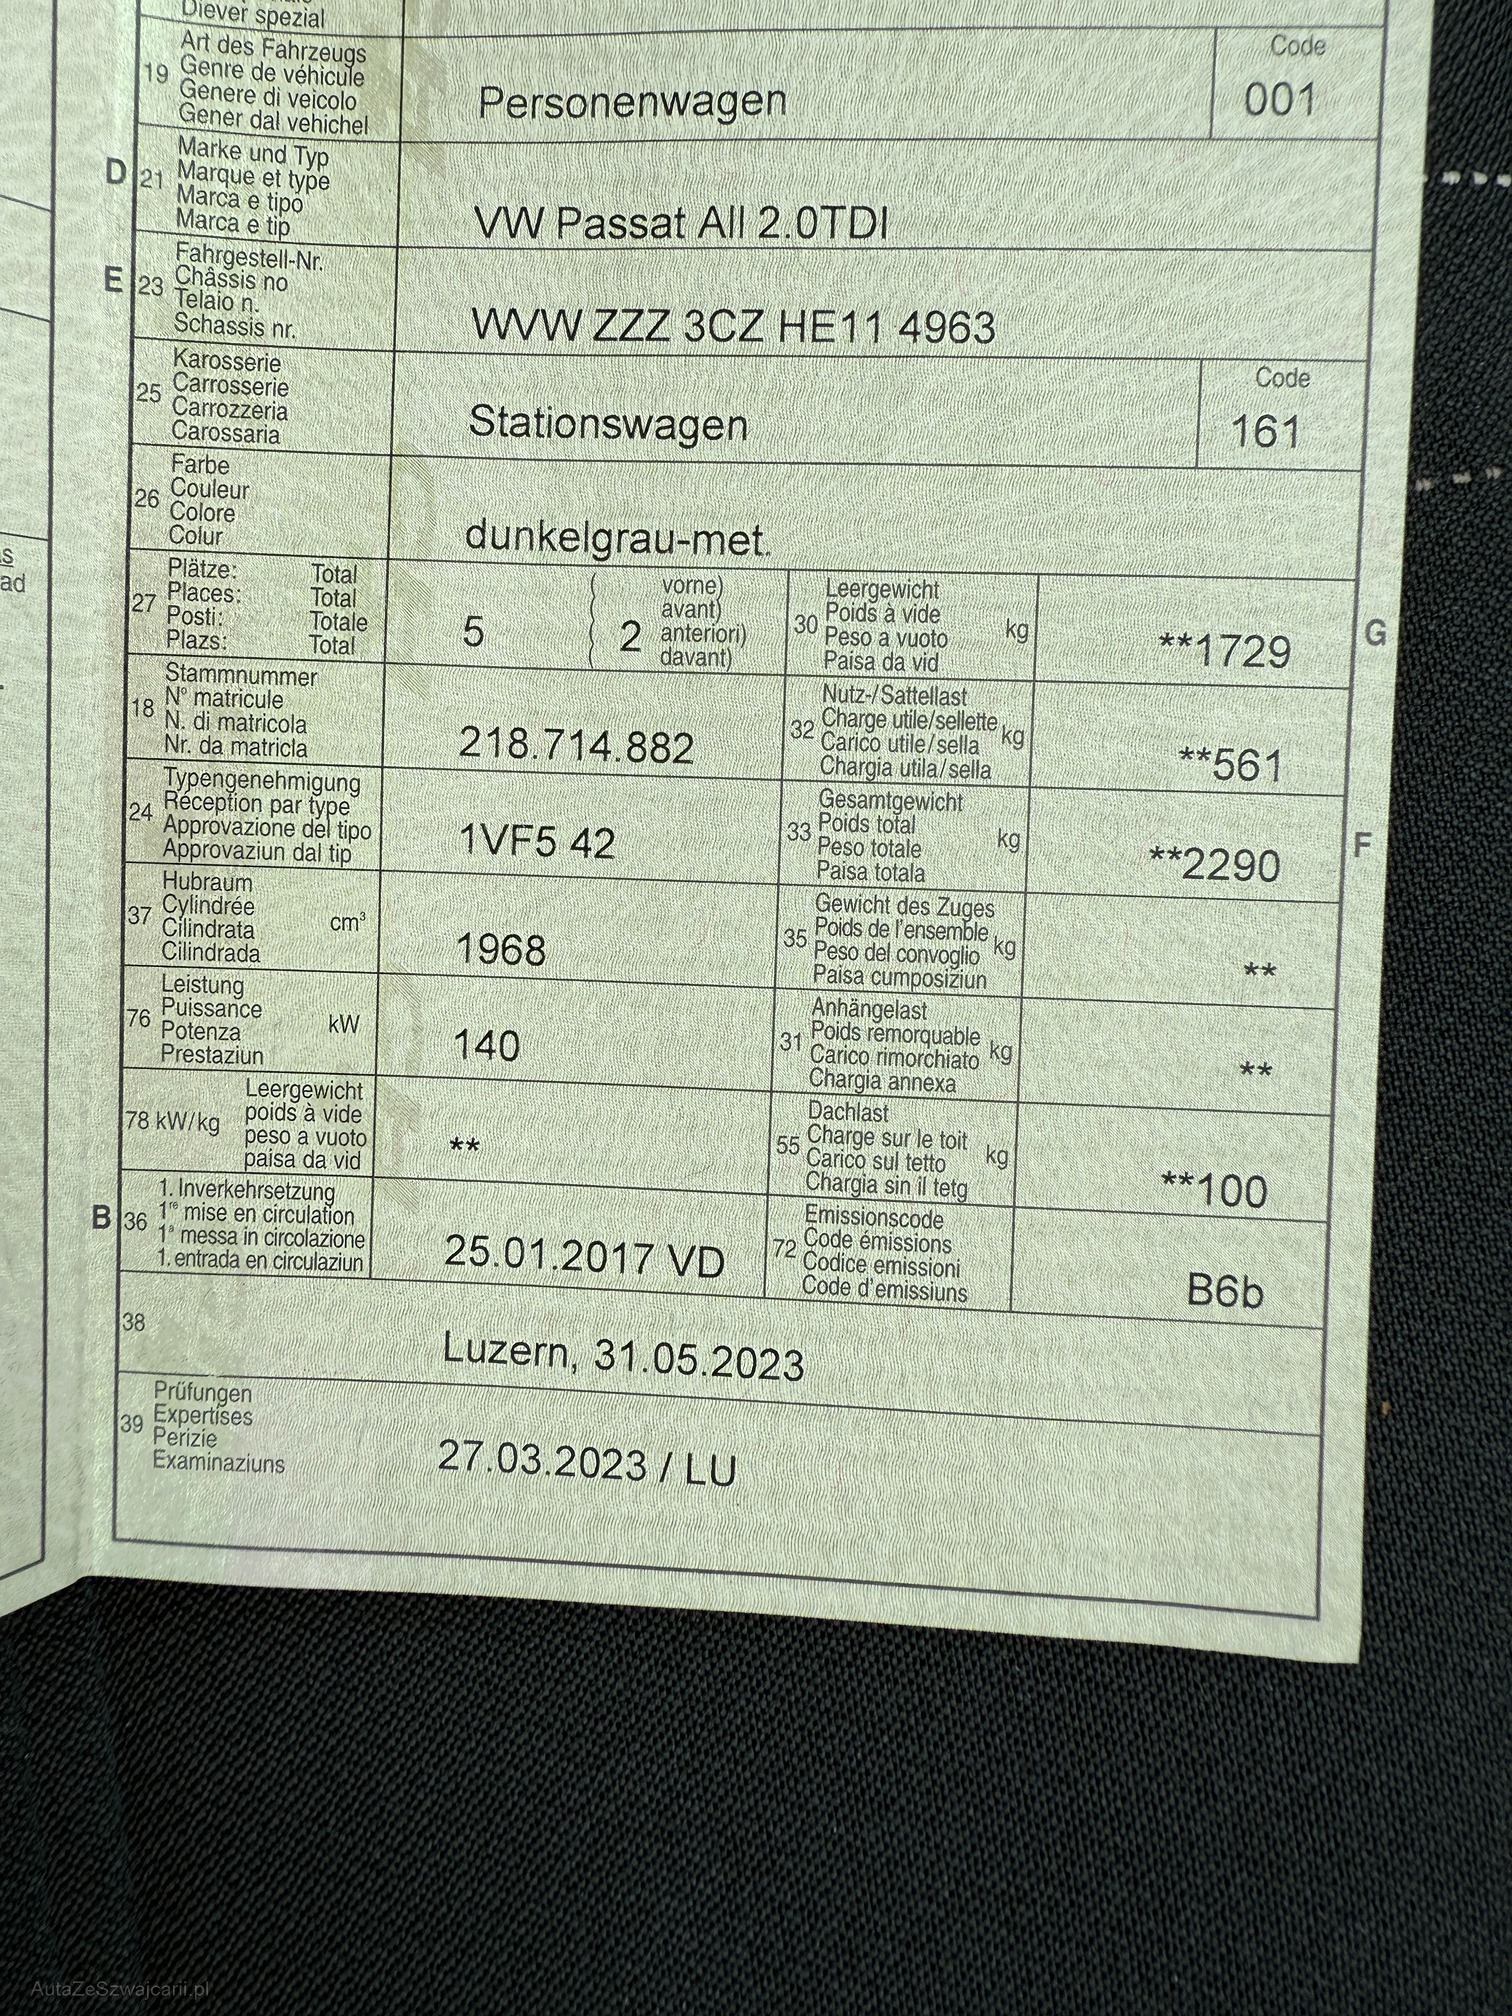 Diever spezial
19 Art des Fahrzeugs
Genre de véhicule
Genere di veicolo
Gener dal vehichel
Personenwagen
Code
001
D 21 Marke und Typ
Marque et type
Marca e tipo
Marca e tip
VW Passat All 2.0TDI
E 23 Fahrgestell-Nr.
Châssis no
Telaio n.
Schassis nr.
WVW ZZZ 3CZ HE11 4963
25 Karosserie
Carrosserie
Carrozzeria
Carossaria
Stationswagen
Code
161
26 Farbe
Couleur
Colore
Colur
dunkelgrau-met.
27 Plätze: Total
Places: Total
Posti: Totale
Plazs: Total
5
( vorne)
( avant)
( 2 anteriori)
( davant)
30 Leergewicht
Poids à vide
Peso a vuoto
Paisa da vid
kg
**1729
G
18 Stammnummer
N° matricule
N. di matricola
Nr. da matricla
218.714.882
32 Nutz-/Sattellast
Charge utile/sellette
Carico utile/sella
Chargia utila/sella
kg
**561
24 Typengenehmigung
Réception par type
Approvazione del tipo
Approvaziun dal tip
1VF5 42
33 Gesamtgewicht
Poids total
Peso totale
Paisa totala
kg
**2290
F
37 Hubraum
Cylindrée
Cilindrata
Cilindrada
cm³
1968
35 Gewicht des Zuges
Poids de l'ensemble
Peso del convoglio
Paisa cumposiziun
kg
**
76 Leistung
Puissance
Potenza
Prestaziun
kW
140
31 Anhängelast
Poids remorquable
Carico rimorchiato
Chargia annexa
kg
**
78 kW/kg
Leergewicht
poids à vide
peso a vuoto
paisa da vid
**
55 Dachlast
Charge sur le toit
Carico sul tetto
Chargia sin il tetg
kg
**100
B 36 1. Inverkehrsetzung
1re mise en circulation
1a messa in circolazione
1. entrada en circulaziun
25.01.2017 VD
72 Emissionscode
Code émissions
Codice emissioni
Code d'emissiuns
B6b
38
Luzern, 31.05.2023
39 Prüfungen
Expertises
Perizie
Examinaziuns
27.03.2023 / LU
AutaZeSzwajcarii.pl